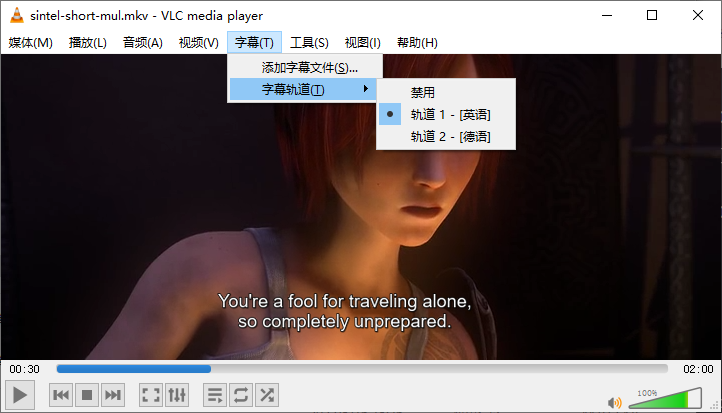 sintel-short-mul.mkv - VLC media player
媒体(M) 播放(L) 音频(A) 视频(V) 字幕(T) 工具(S) 视图(I) 帮助(H)
添加字幕文件(S)...
字幕轨道(T)
禁用
轨道 1 - [英语]
轨道 2 - [德语]
You're a fool for traveling alone,
so completely unprepared.
00:30 02:00
100%